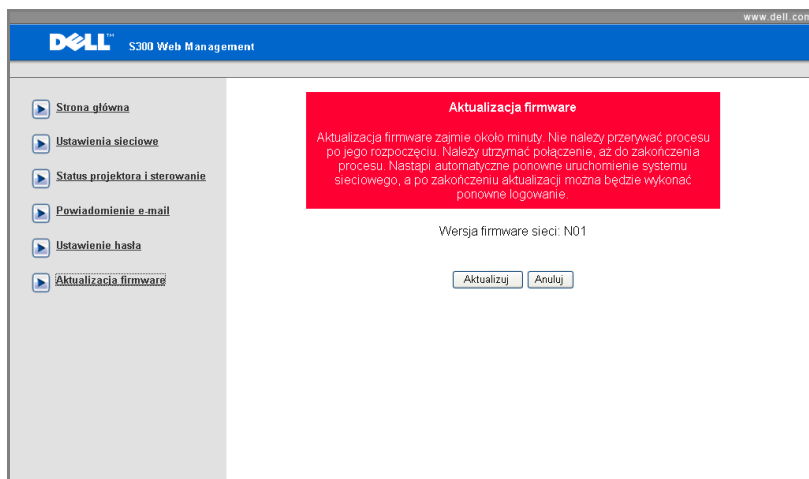 www.dell.com
DELL™ S300 Web Management
Strona główna
Ustawienia sieciowe
Status projektora i sterowanie
Powiadomienie e-mail
Ustawienie hasła
Aktualizacja firmware
Aktualizacja firmware
Aktualizacja firmware zajmie około minuty. Nie należy przerywać procesu
po jego rozpoczęciu. Należy utrzymać połączenie, aż do zakończenia
procesu. Nastąpi automatyczne ponowne uruchomienie systemu
sieciowego, a po zakończeniu aktualizacji można będzie wykonać
ponowne logowanie.
Wersja firmware sieci: N01
Aktualizuj Anuluj